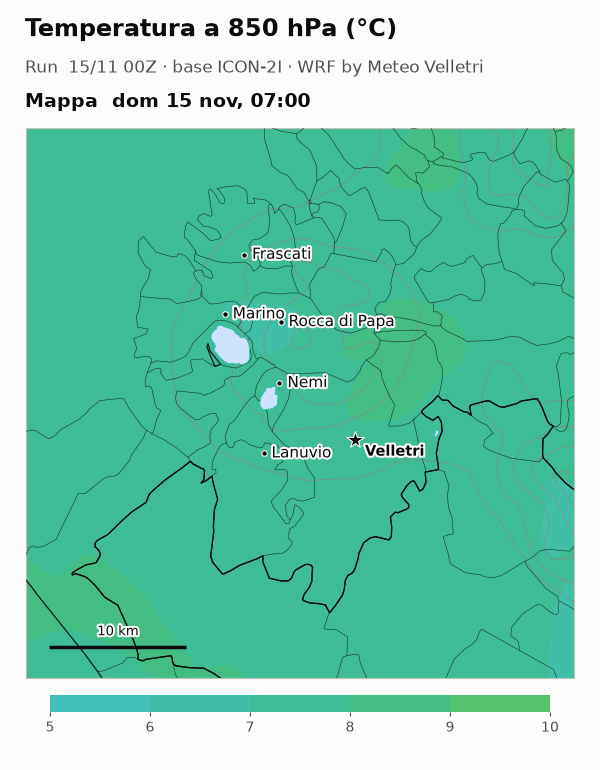 Temperatura a 850 hPa (°C)
Run 15/11 00Z · base ICON-2I · WRF by Meteo Velletri
Mappa dom 15 nov, 07:00
Frascati
Marino
Rocca di Papa
Nemi
Velletri
Lanuvio
10 km
5 6 7 8 9 10